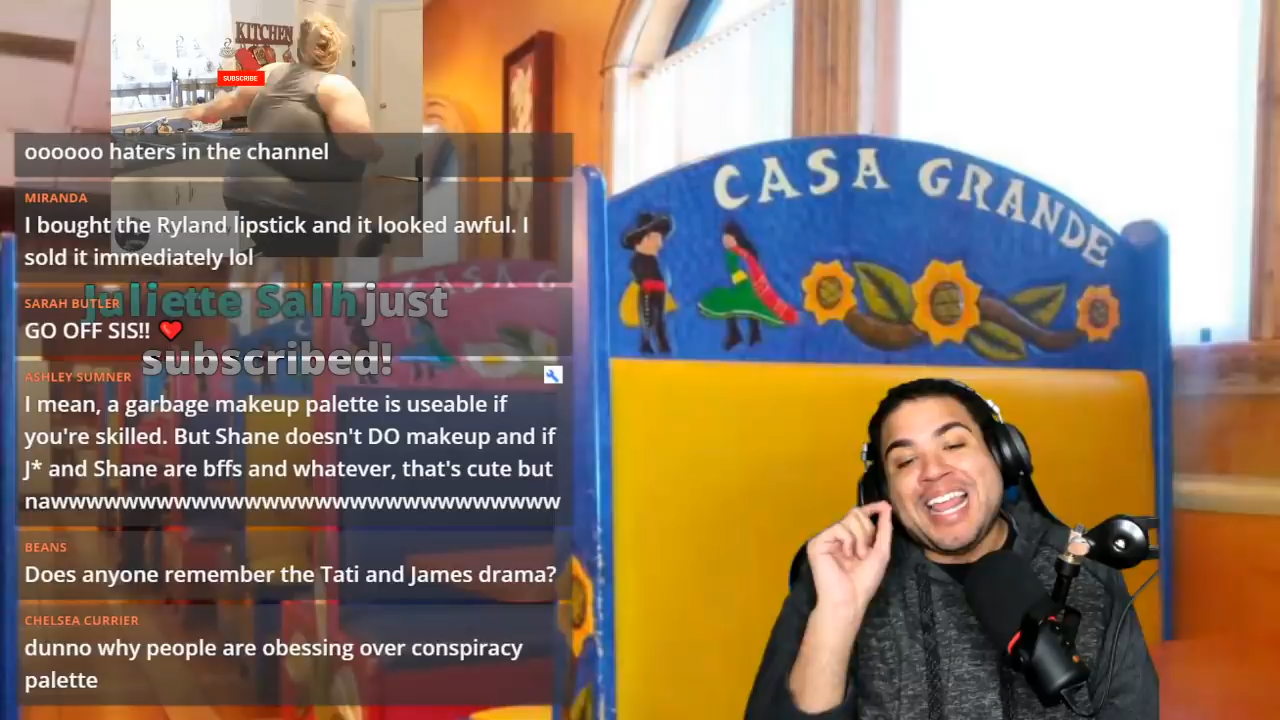 KITCHEN
SUBSCRIBE
oooooo haters in the channel
MIRANDA
I bought the Ryland lipstick and it looked awful. I
sold it immediately lol
SARAH BUTLER
GO OFF SIS!! ❤️
Juliette Salh just
subscribed!
ASHLEY SUMNER
I mean, a garbage makeup palette is useable if
you're skilled. But Shane doesn't DO makeup and if
J* and Shane are bffs and whatever, that's cute but
nawwwwwwwwwwwwwwwwwwwwwwwwwwwwww
BEANS
Does anyone remember the Tati and James drama?
CHELSEA CURRIER
dunno why people are obessing over conspiracy
palette
CASA GRANDE
CASA G